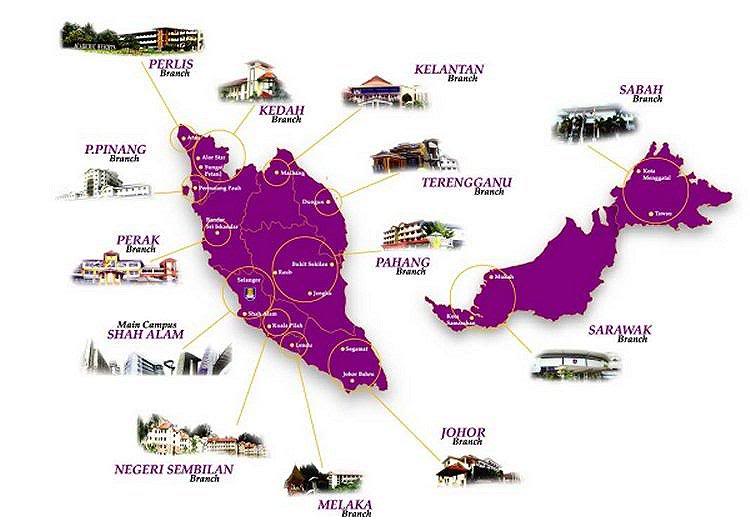 PERLIS
Branch
KELANTAN
Branch
SABAH
Branch
KEDAH
Branch
Arau
P.PINANG
Branch
Alor Star
Sungai
Petani
Machang
Kota
Menggatal
TERENGGANU
Branch
Permatang Pauh
Dungun
Tawau
Bandar
Sri Iskandar
PERAK
Branch
PAHANG
Branch
Bukit Sekilau
Raub
Mukah
Selangor
Jengka
Kota
Samarahan
Shah Alam
Main Campus
SHAH ALAM
Kuala Pilah
SARAWAK
Branch
Lendu
Segamat
Johor Bahru
JOHOR
Branch
NEGERI SEMBILAN
Branch
MELAKA
Branch